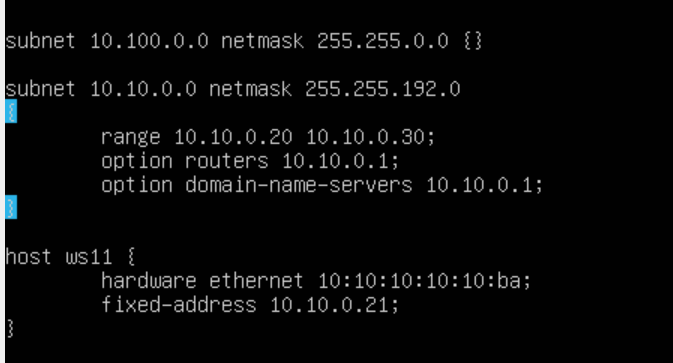 subnet 10.100.0.0 netmask 255.255.0.0 {}
subnet 10.10.0.0 netmask 255.255.192.0
{
range 10.10.0.20 10.10.0.30;
option routers 10.10.0.1;
option domain-name-servers 10.10.0.1;
}
host ws11 {
hardware ethernet 10:10:10:10:10:ba;
fixed-address 10.10.0.21;
}